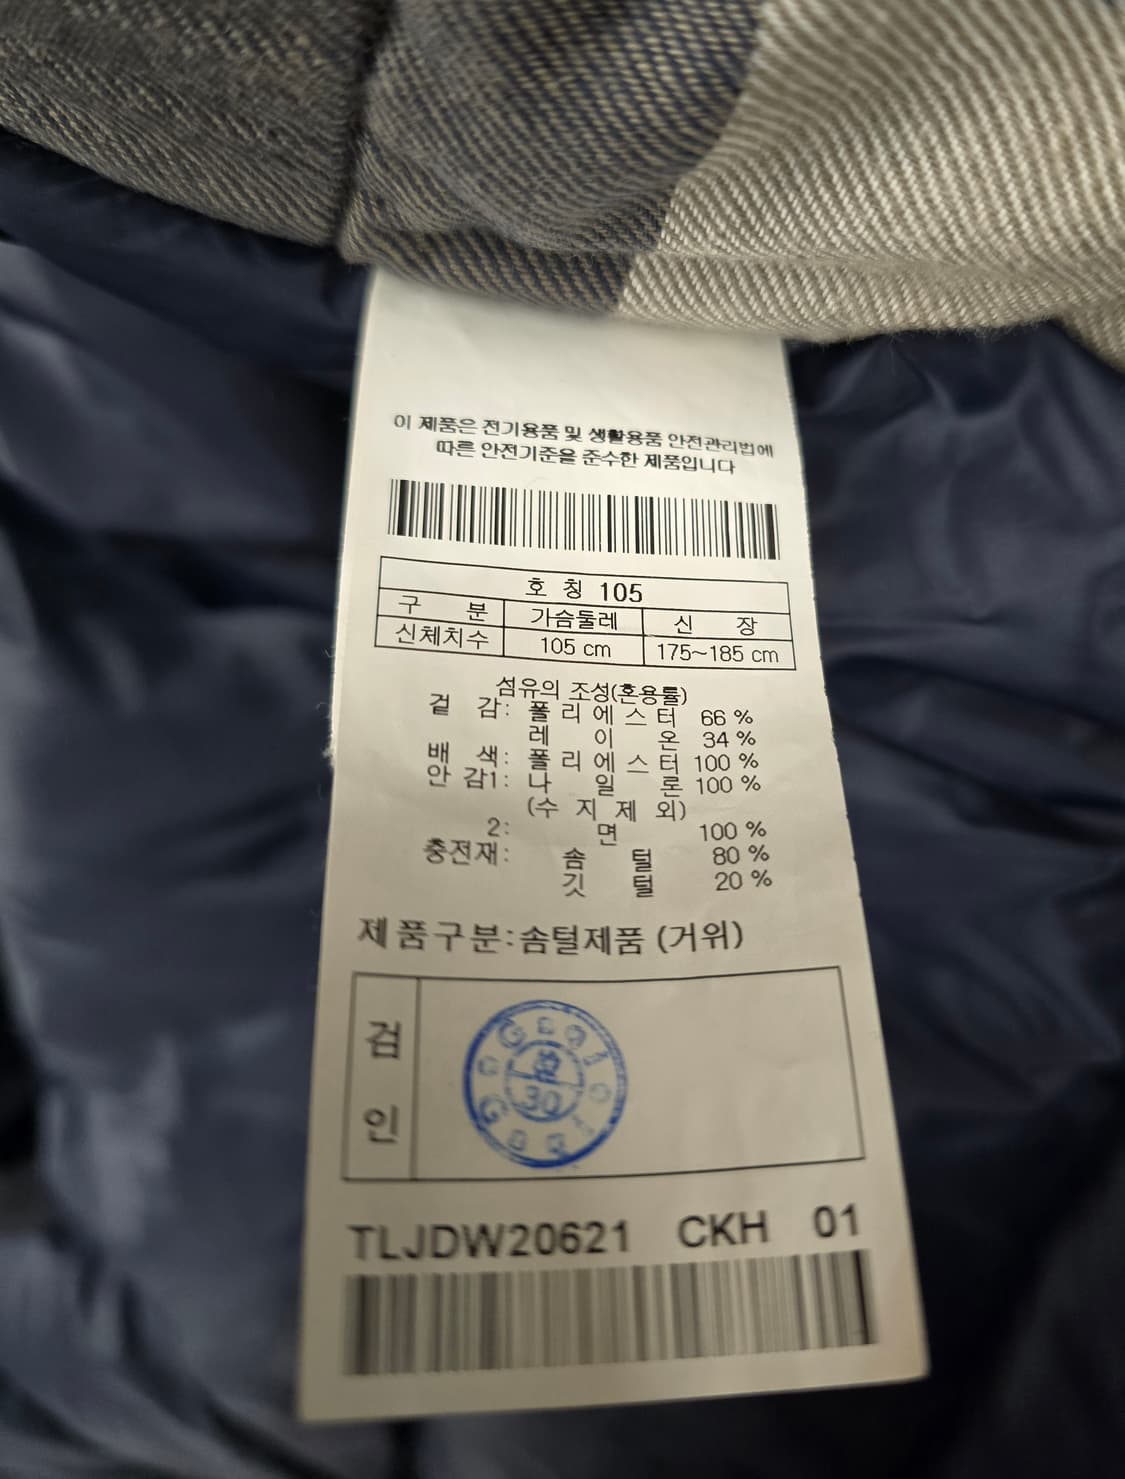 이 제품은 전기용품 및 생활용품 안전관리법에
따른 안전기준을 준수한 제품입니다
호 칭 105
구 분 가슴둘레 신 장
신체치수 105 cm 175~185 cm
섬유의 조성(혼용률)
겉 감: 폴 리 에 스 터 66 %
레 이 온 34 %
배 색: 폴 리 에 스 터 100 %
안 감1: 나 일 론 100 %
(수 지 제 외)
2: 면 100 %
충전재: 솜 털 80 %
깃 털 20 %
제품구분:솜털제품 (거위)
검
인
30
TLJDW20621 CKH 01